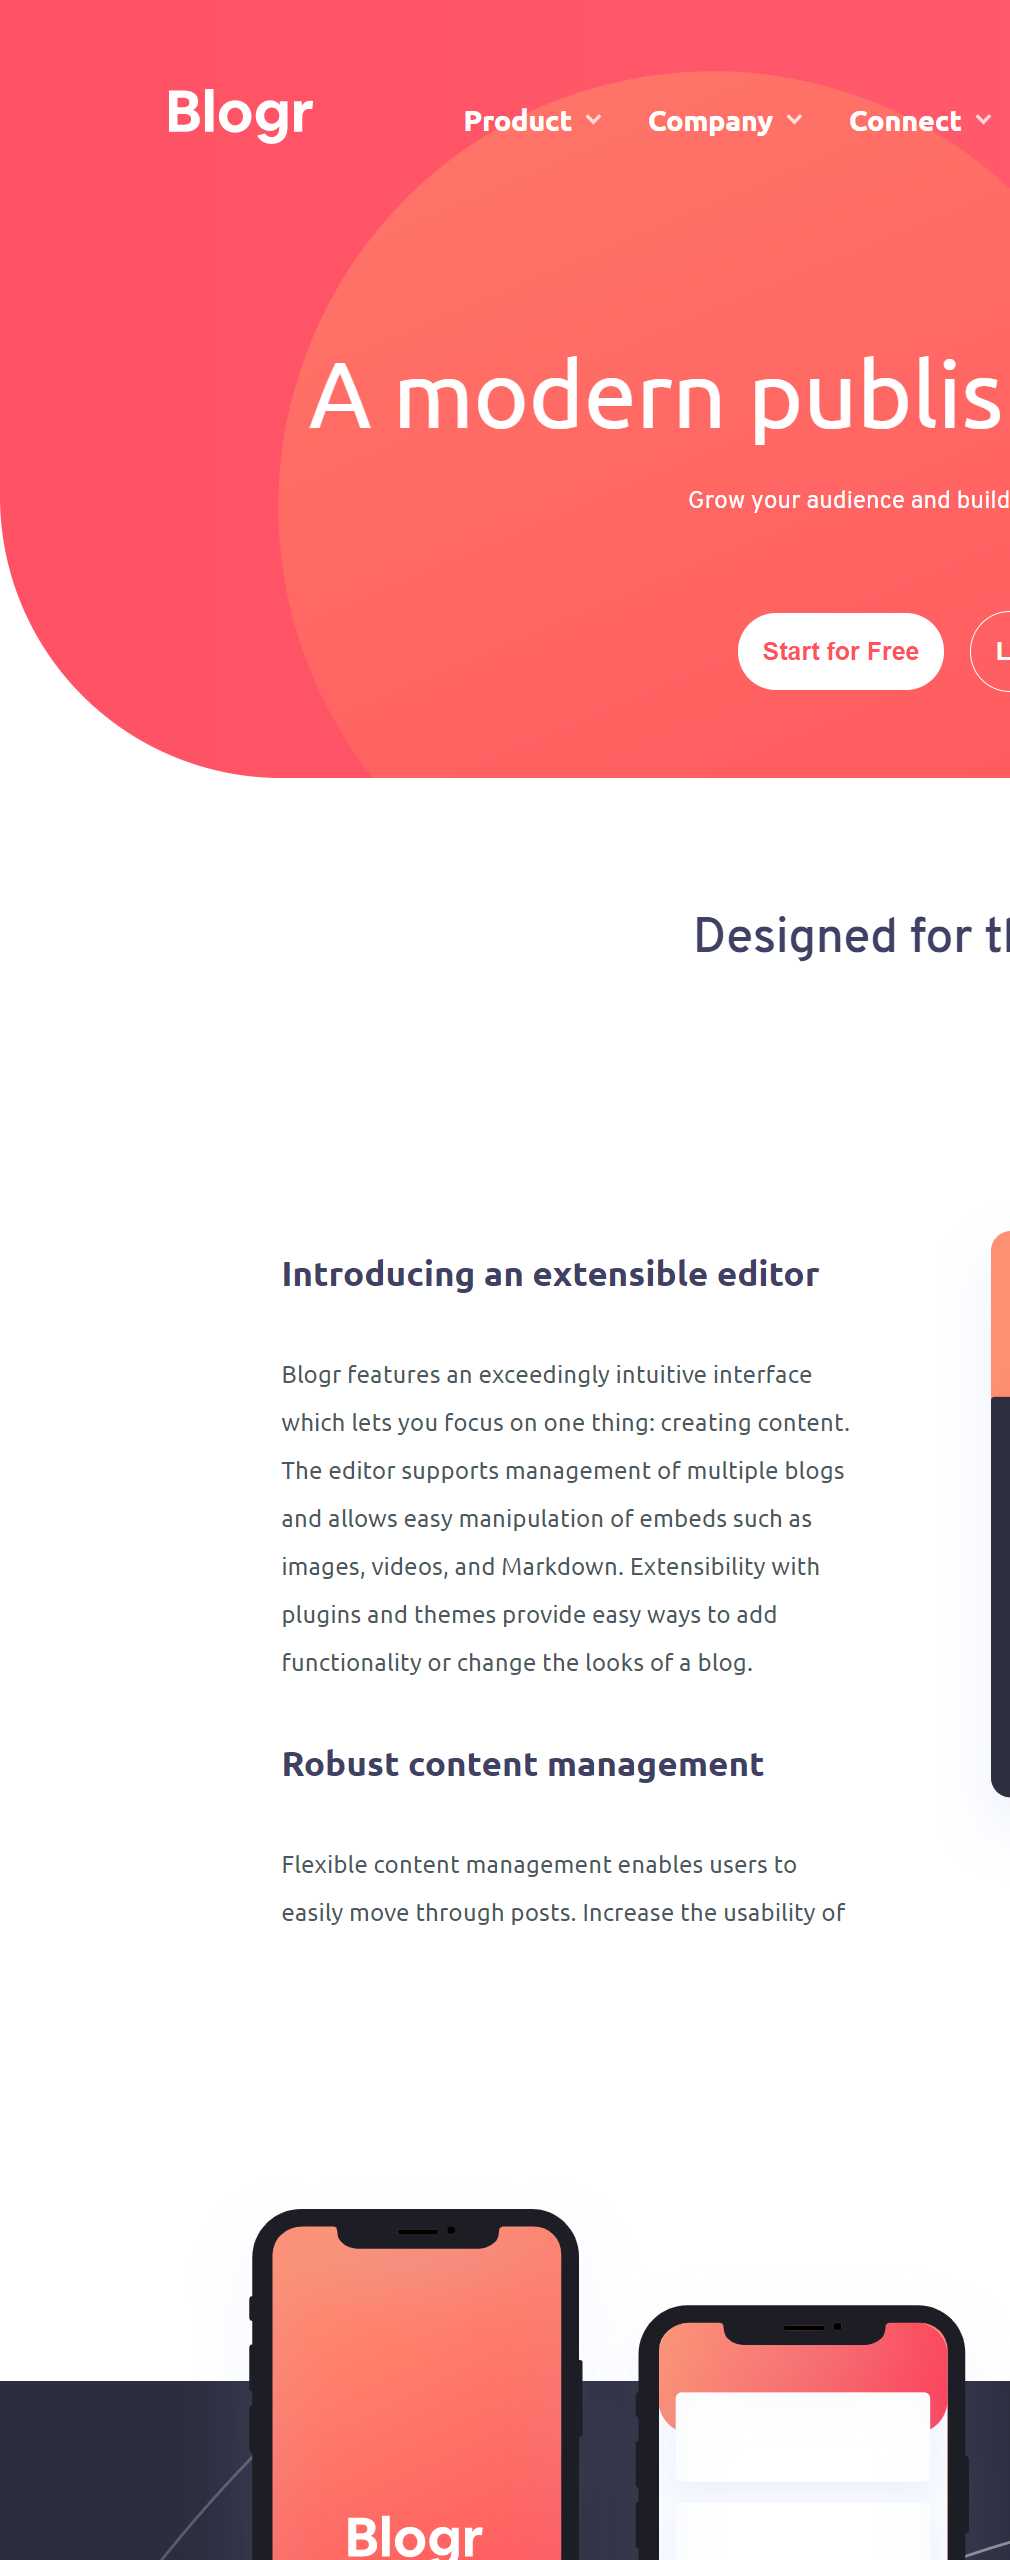 Blogr
Product Company Connect
A modern publis
Grow your audience and build
Start for Free L
Designed for th
Introducing an extensible editor
Blogr features an exceedingly intuitive interface
which lets you focus on one thing: creating content.
The editor supports management of multiple blogs
and allows easy manipulation of embeds such as
images, videos, and Markdown. Extensibility with
plugins and themes provide easy ways to add
functionality or change the looks of a blog.
Robust content management
Flexible content management enables users to
easily move through posts. Increase the usability of
Blogr